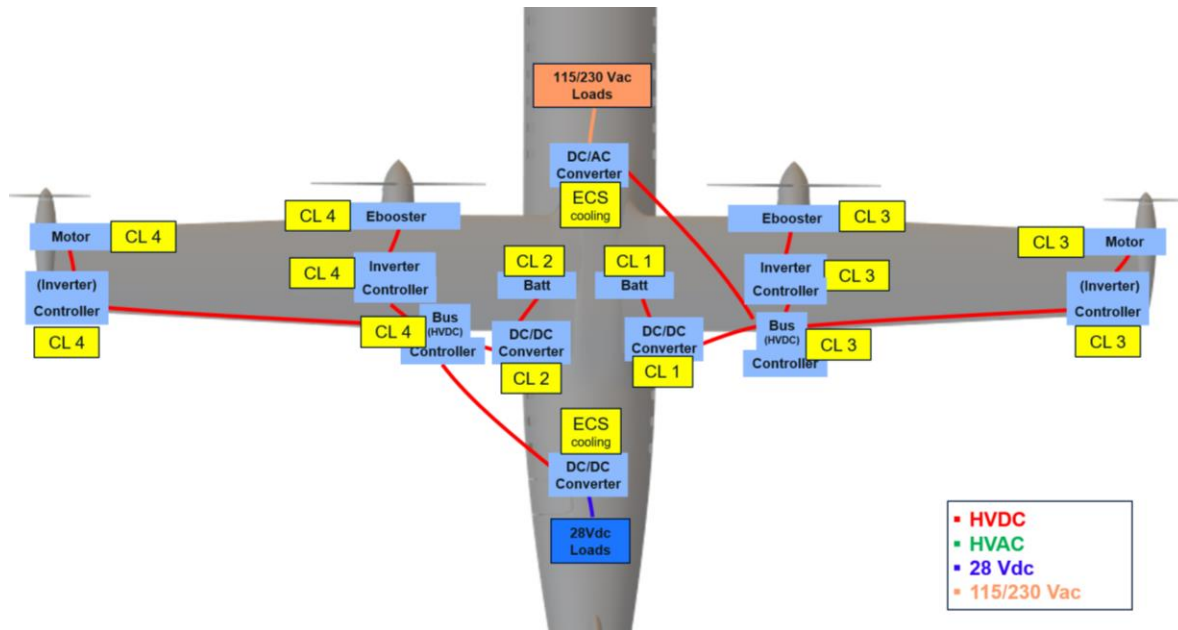 115/230 Vac
Loads
DC/AC
Converter
ECS
cooling
CL 4
Ebooster
Ebooster
CL 3
Motor
CL 4
CL 3
Motor
CL 4
Inverter
Controller
CL 2
Batt
CL 1
Batt
Inverter
Controller
CL 3
(Inverter)
Controller
CL 4
(Inverter)
Controller
CL 3
CL 4
Bus
(HVDC)
Controller
DC/DC
Converter
CL 2
DC/DC
Converter
CL 1
Bus
(HVDC)
Controller
CL 3
ECS
cooling
DC/DC
Converter
28Vdc
Loads
HVDC
HVAC
28 Vdc
115/230 Vac